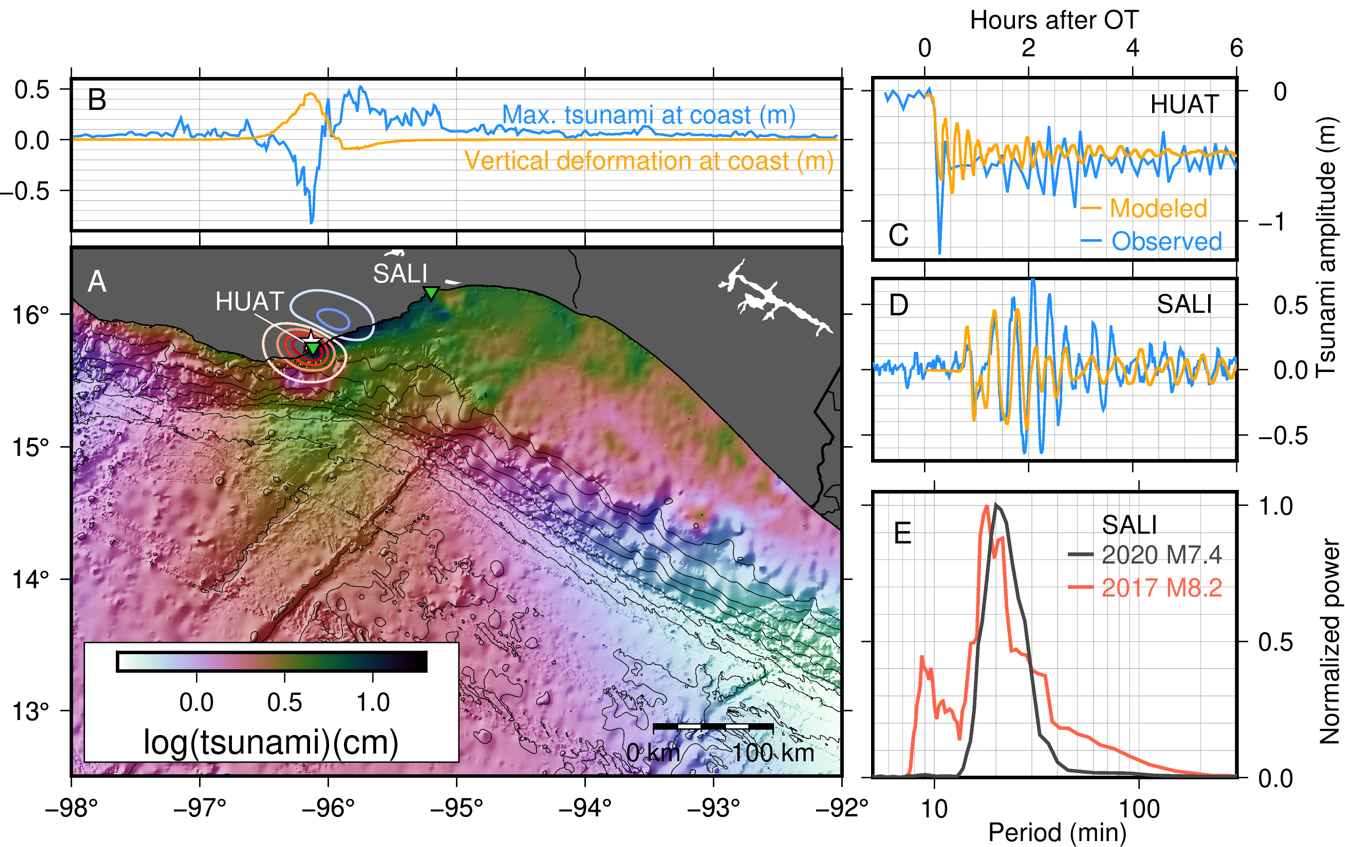 Hours after OT
0 2 4 6
B
0.5
0.0
−0.5
Max. tsunami at coast (m)
Vertical deformation at coast (m)
HUAT
0
−1
C
Modeled
Observed
Tsunami amplitude (m)
A
SALI
HUAT
16°
15°
14°
13°
0.0 0.5 1.0
log(tsunami)(cm)
0 km 100 km
−98° −97° −96° −95° −94° −93° −92°
D
SALI
0.5
0.0
−0.5
E
SALI
2020 M7.4
2017 M8.2
1.0
0.5
0.0
Normalized power
10 100
Period (min)